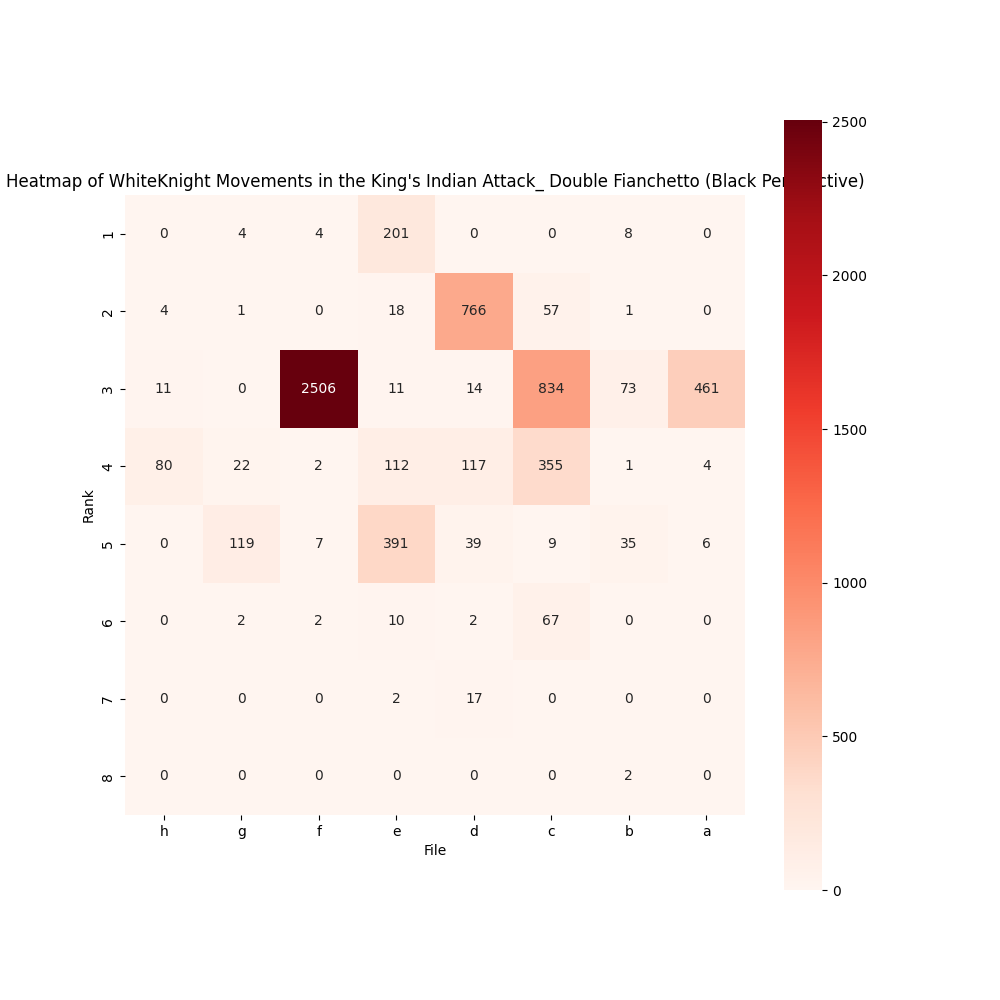 Heatmap of WhiteKnight Movements in the King's Indian Attack_ Double Fianchetto (Black Pe ctive)
2500
2000
1500
1000
500
0
Rank
1 0 4 4 201 0 0 8 0
2 4 1 0 18 766 57 1 0
3 11 0 2506 11 14 834 73 461
4 80 22 2 112 117 355 1 4
5 0 119 7 391 39 9 35 6
6 0 2 2 10 2 67 0 0
7 0 0 0 2 17 0 0 0
8 0 0 0 0 0 0 2 0
h g f e d c b a
File